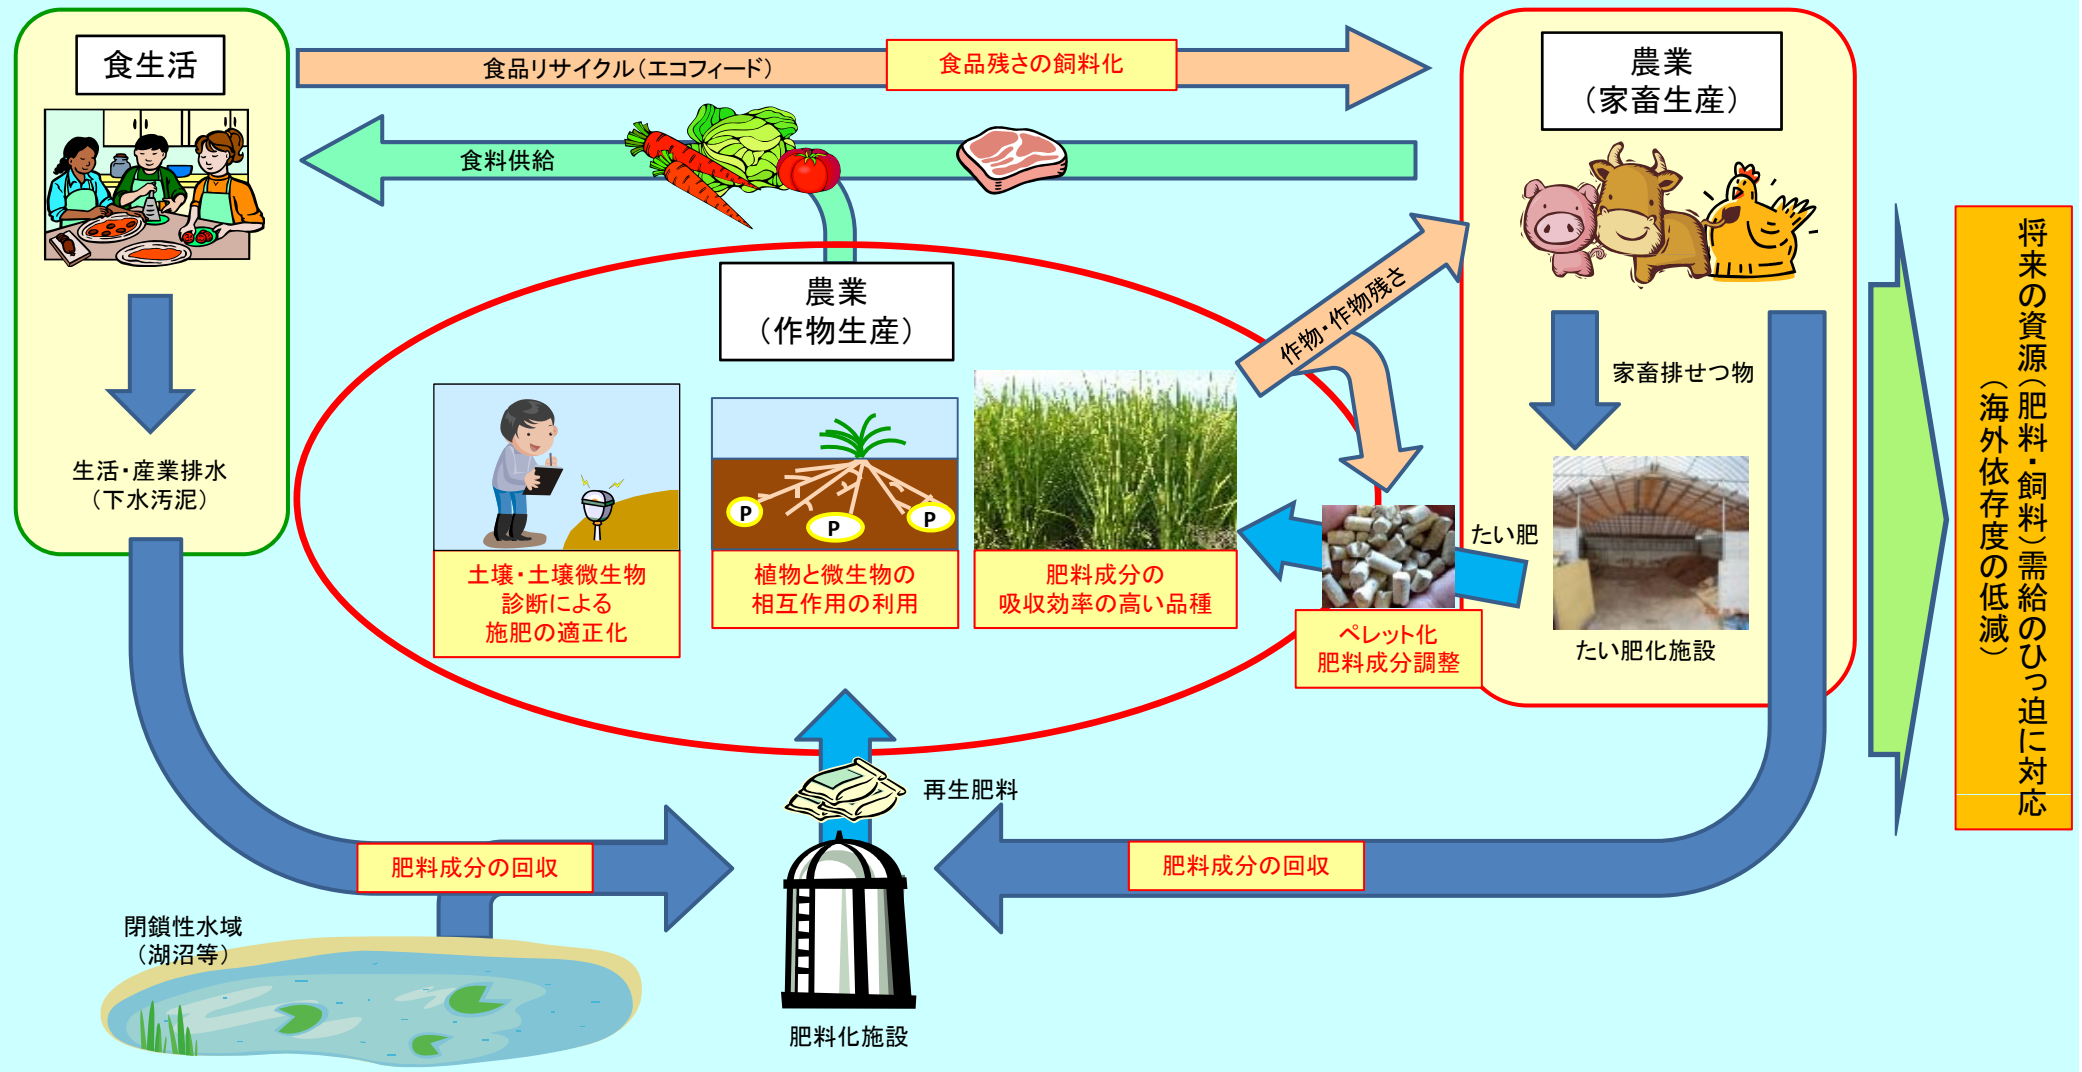 食生活
食品リサイクル（エコフィード）
食品残さの飼料化
農業
（家畜生産）
食料供給
農業
（作物生産）
作物・作物残さ
家畜排せつ物
生活・産業排水
（下水汚泥）
P
P
P
土壌・土壌微生物
診断による
施肥の適正化
植物と微生物の
相互作用の利用
肥料成分の
吸収効率の高い品種
たい肥
ペレット化
肥料成分調整
たい肥化施設
再生肥料
肥料成分の回収
肥料成分の回収
閉鎖性水域
（湖沼等）
肥料化施設
将来の資源（肥料・飼料）需給のひっ迫に対応
（海外依存度の低減）